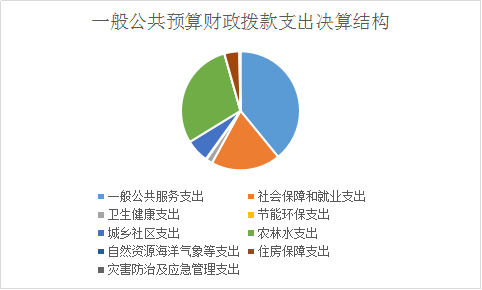 一般公共预算财政拨款支出决算结构
一般公共服务支出 社会保障和就业支出
卫生健康支出 节能环保支出
城乡社区支出 农林水支出
自然资源海洋气象等支出 住房保障支出
灾害防治及应急管理支出